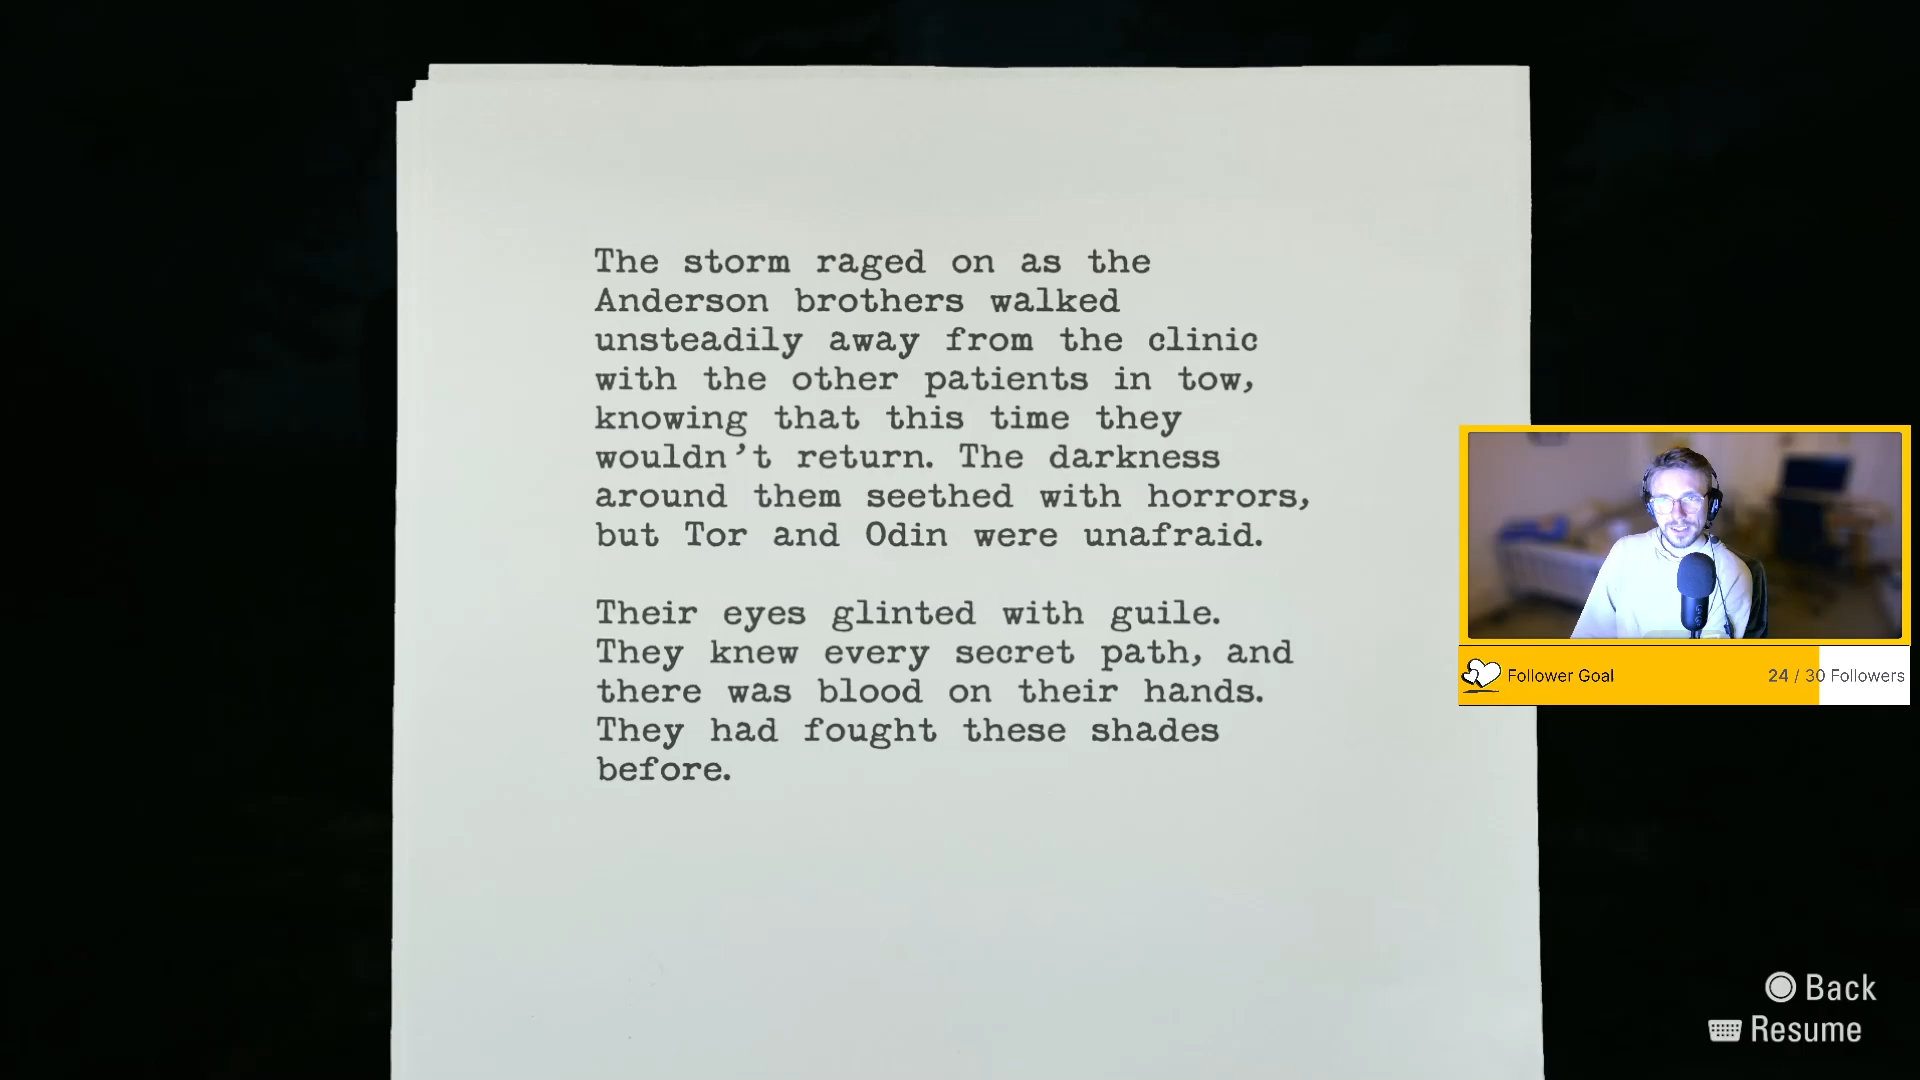 The storm raged on as the
Anderson brothers walked
unsteadily away from the clinic
with the other patients in tow,
knowing that this time they
wouldn't return. The darkness
around them seethed with horrors,
but Tor and Odin were unafraid.
Their eyes glinted with guile.
They knew every secret path, and
there was blood on their hands.
They had fought these shades
before.
Follower Goal
24 / 30 Followers
Back
Resume